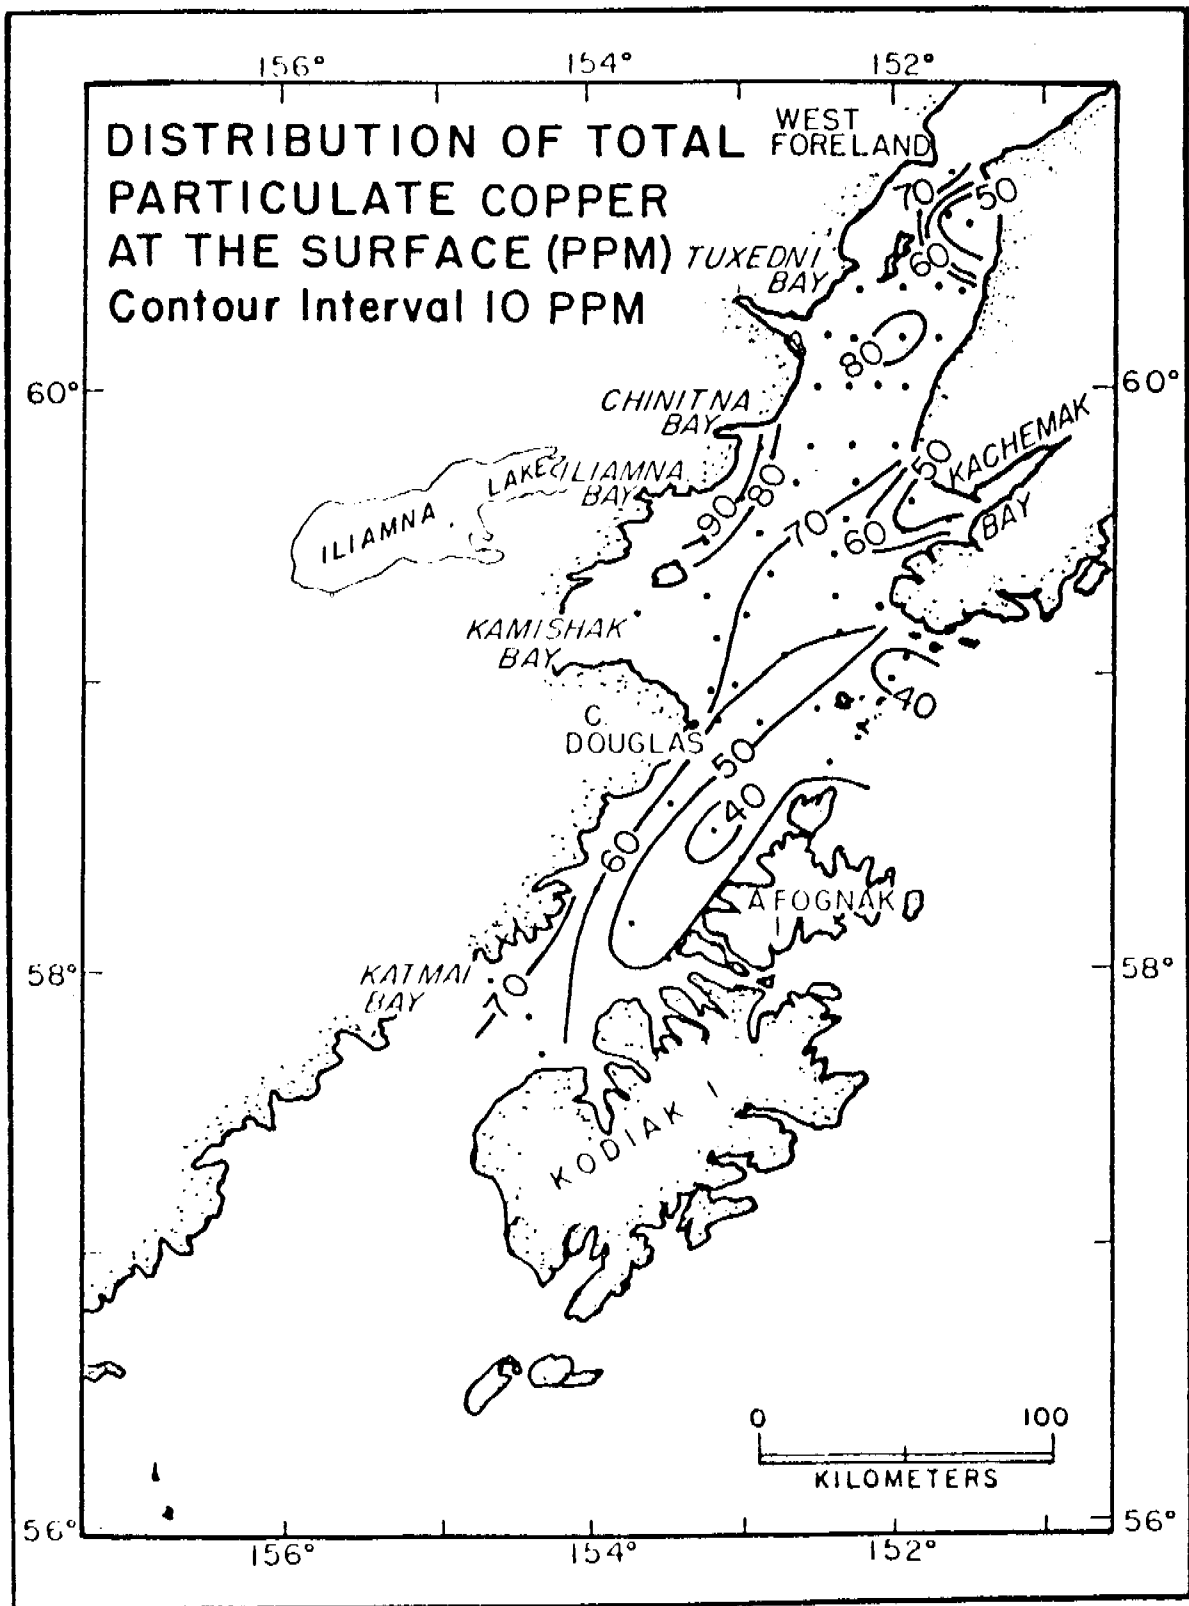 156° 154° 152°
DISTRIBUTION OF TOTAL
PARTICULATE COPPER
AT THE SURFACE (PPM)
Contour Interval 10 PPM
WEST
FORELAND
70
50
60
TUXEDNI
BAY
80
60° 60°
CHINITNA
BAY
KACHEMAK
BAY
50
LAKE
ILIAMNA
ILIAMNA
BAY
90
80
70
60
KAMISHAK
BAY
40
C.
DOUGLAS
50
40
60
AFOGNAK
I
58° 58°
KATMAI
BAY
70
KODIAK I
0 100
KILOMETERS
56° 56°
156° 154° 152°